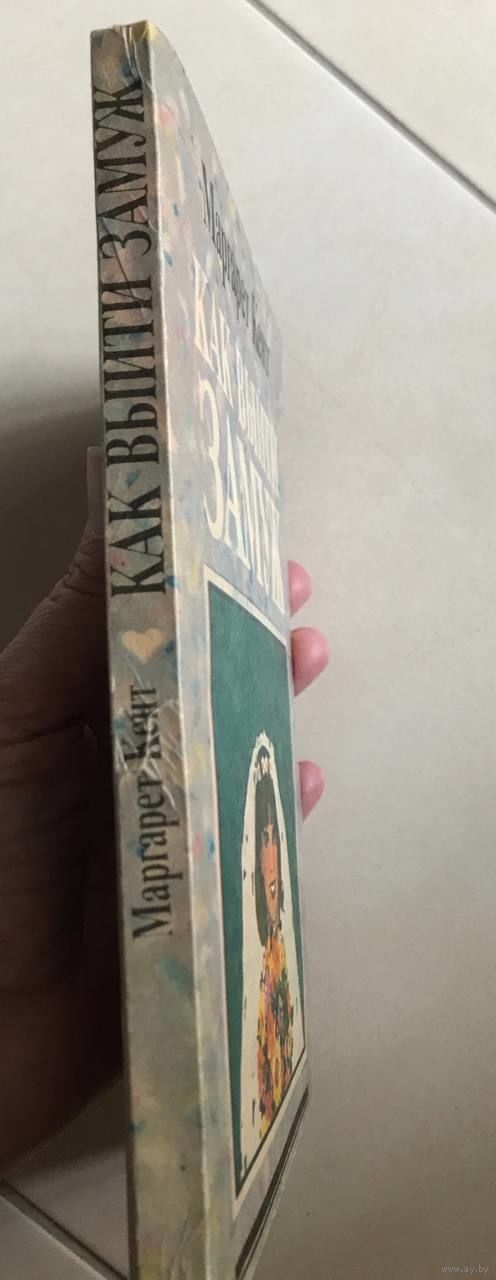 Маргарет Кент КАК ВЫЙТИ ЗАМУЖ
Маргарет Кент
КАК ВЫЙТИ
ЗАМУЖ
www.ay.by